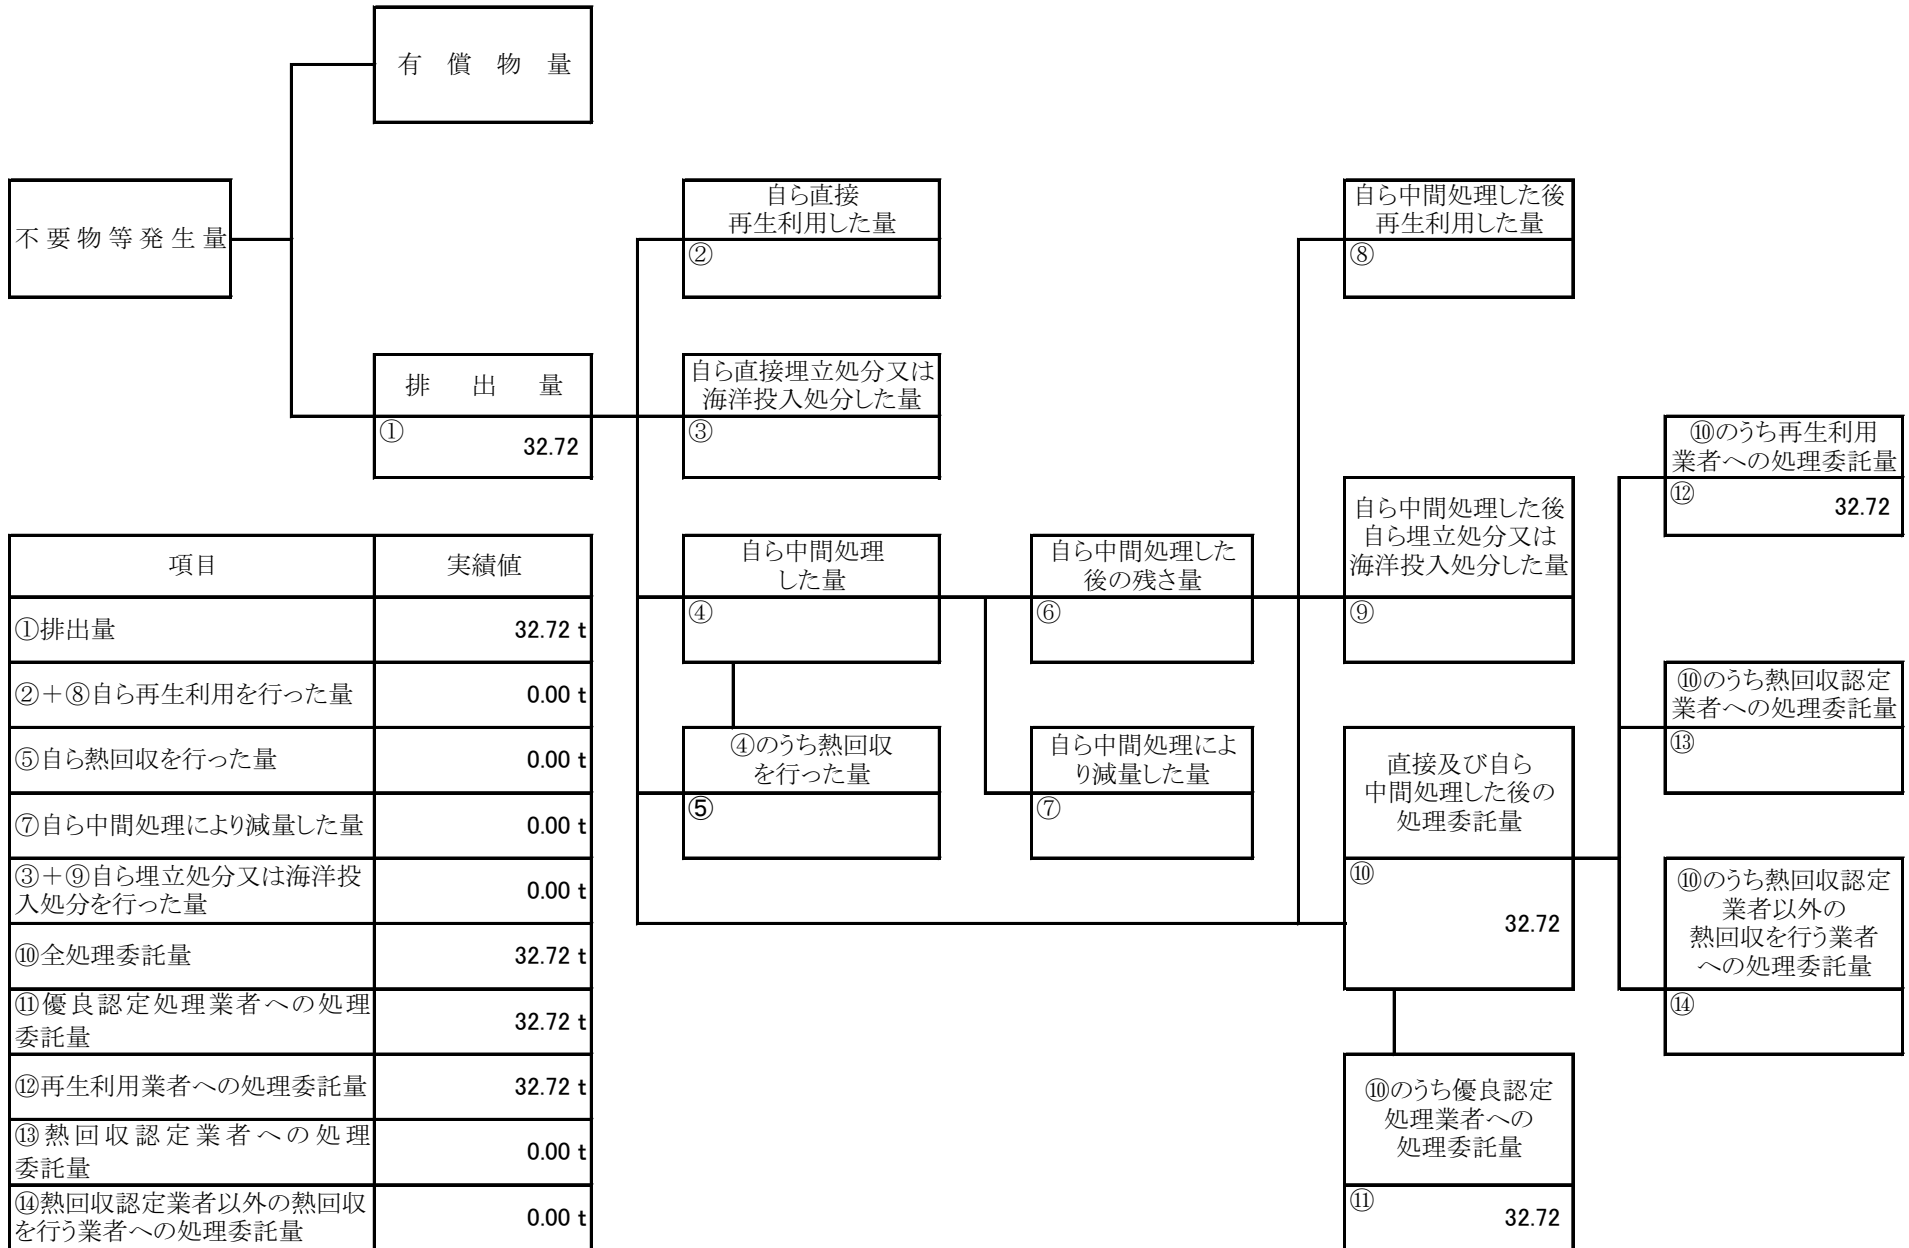 有償物量
不要物等発生量
自ら直接
再生利用した量
②
自ら中間処理した後
再生利用した量
⑧
排出量
①
32.72
自ら直接埋立処分又は
海洋投入処分した量
③
⑩のうち再生利用
業者への処理委託量
⑫
32.72
自ら中間処理
した量
④
自ら中間処理した
後の残さ量
⑥
自ら中間処理した後
自ら埋立処分又は
海洋投入処分した量
⑨
⑩のうち熱回収認定
業者への処理委託量
⑬
④のうち熱回収
を行った量
⑤
自ら中間処理によ
り減量した量
⑦
直接及び自ら
中間処理した後の
処理委託量
⑩
32.72
⑩のうち熱回収認定
業者以外の
熱回収を行う業者
への処理委託量
⑭
⑩のうち優良認定
処理業者への
処理委託量
⑪
32.72
項目 実績値
①排出量 32.72 t
②＋⑧自ら再生利用を行った量 0.00 t
⑤自ら熱回収を行った量 0.00 t
⑦自ら中間処理により減量した量 0.00 t
③＋⑨自ら埋立処分又は海洋投
入処分を行った量 0.00 t
⑩全処理委託量 32.72 t
⑪優良認定処理業者への処理
委託量 32.72 t
⑫再生利用業者への処理委託量 32.72 t
⑬熱回収認定業者への処理
委託量 0.00 t
⑭熱回収認定業者以外の熱回収
を行う業者への処理委託量 0.00 t